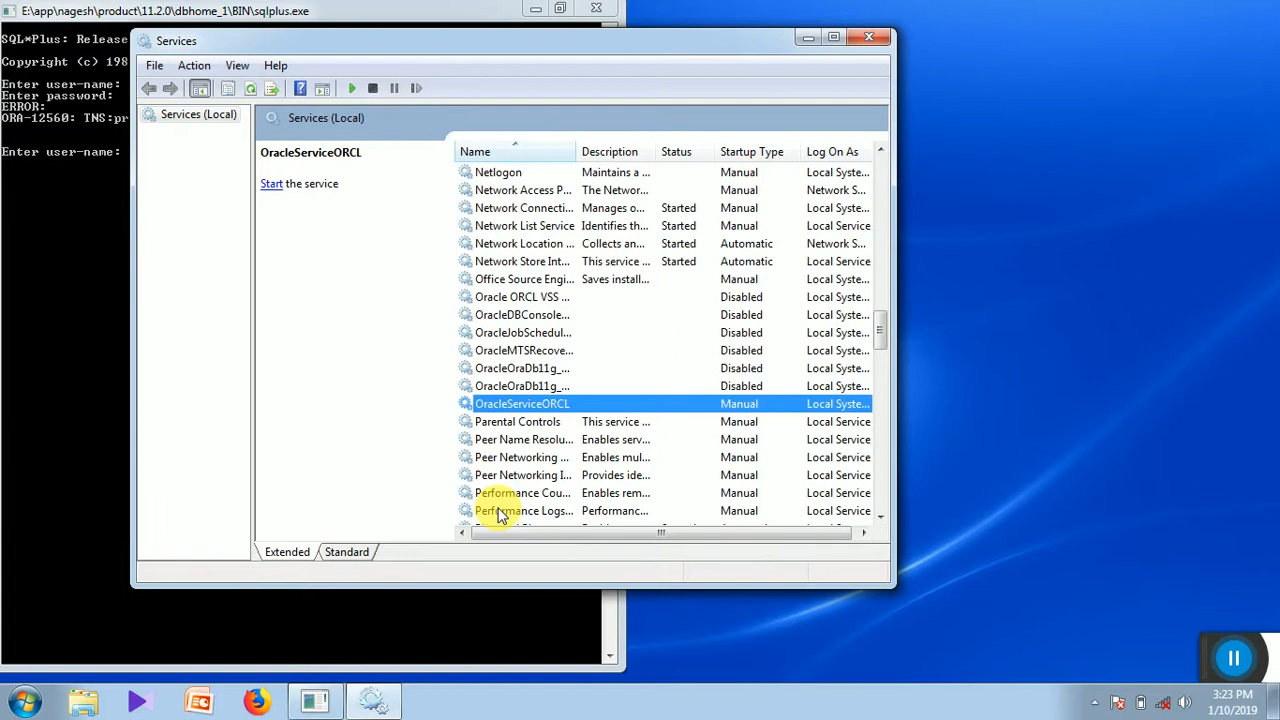 E:\app\nagesh\product\11.2.0\dbhome_1\BIN\sqlplus.exe
SQL*Plus: Release
Copyright (c) 198
Enter user-name:
Enter password:
ERROR:
ORA-12560: TNS:pr
Enter user-name:
Services
File Action View Help
Services (Local)
Services (Local)
OracleServiceORCL
Start the service
Name Description Status Startup Type Log On As
Netlogon Maintains a ... Manual Local Syste...
Network Access P... The Networ... Manual Network S...
Network Connecti... Manages o... Started Manual Local Syste...
Network List Service Identifies th... Started Manual Local Service
Network Location ... Collects an... Started Automatic Network S...
Network Store Int... This service ... Started Automatic Local Service
Office Source Engi... Saves install... Manual Local Syste...
Oracle ORCL VSS ... Disabled Local Syste...
OracleDBConsole... Disabled Local Syste...
OracleJobSchedul... Disabled Local Syste...
OracleMTSRecove... Disabled Local Syste...
OracleOraDb11g_... Disabled Local Syste...
OracleOraDb11g_... Disabled Local Syste...
OracleServiceORCL Manual Local Syste...
Parental Controls This service ... Manual Local Service
Peer Name Resolu... Enables serv... Manual Local Service
Peer Networking ... Enables mul... Manual Local Service
Peer Networking I... Provides ide... Manual Local Service
Performance Cou... Enables rem... Manual Local Service
Performance Logs... Performanc... Manual Local Service
Extended Standard
3:23 PM
1/10/2019